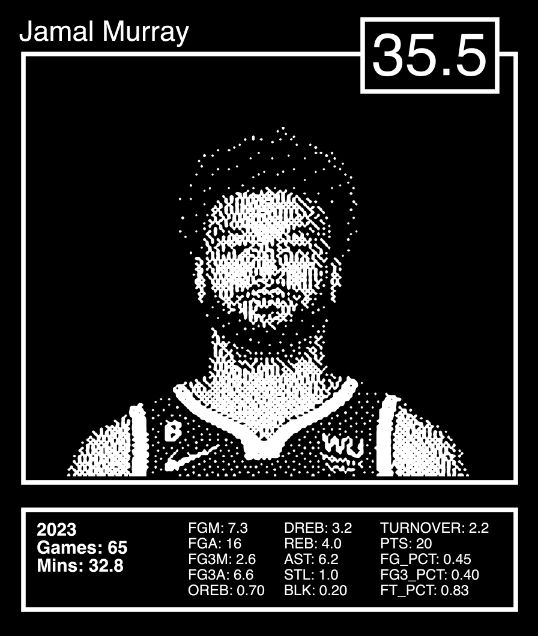 Jamal Murray
35.5
B
WU
2023
Games: 65
Mins: 32.8
FGM: 7.3
FGA: 16
FG3M: 2.6
FG3A: 6.6
OREB: 0.70
DREB: 3.2
REB: 4.0
AST: 6.2
STL: 1.0
BLK: 0.20
TURNOVER: 2.2
PTS: 20
FG_PCT: 0.45
FG3_PCT: 0.40
FT_PCT: 0.83